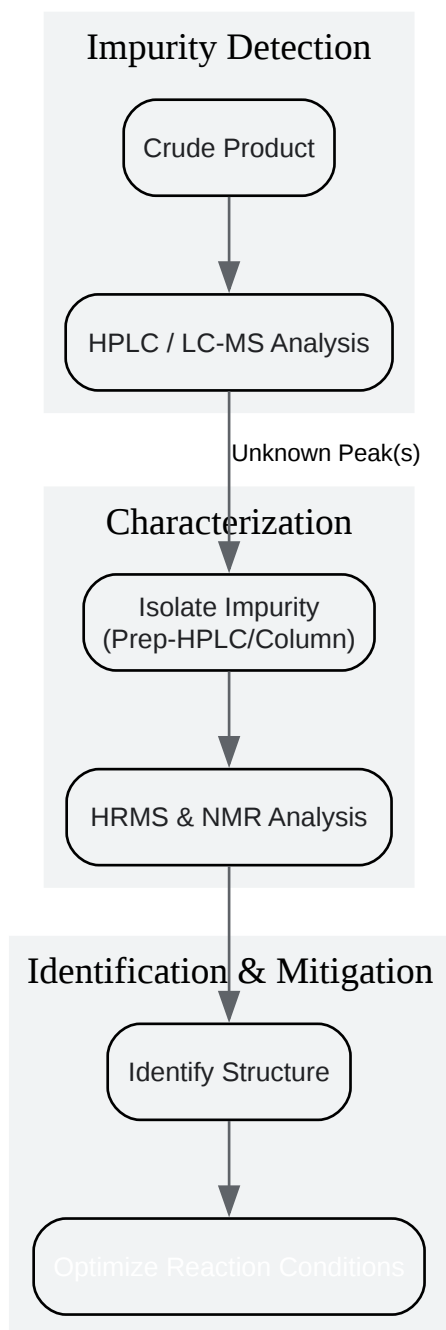 Impurity Detection
Crude Product
HPLC / LC-MS Analysis
Unknown Peak(s)
Characterization
Isolate Impurity
(Prep-HPLC/Column)
HRMS & NMR Analysis
Identification & Mitigation
Identify Structure
Optimize Reaction Conditions